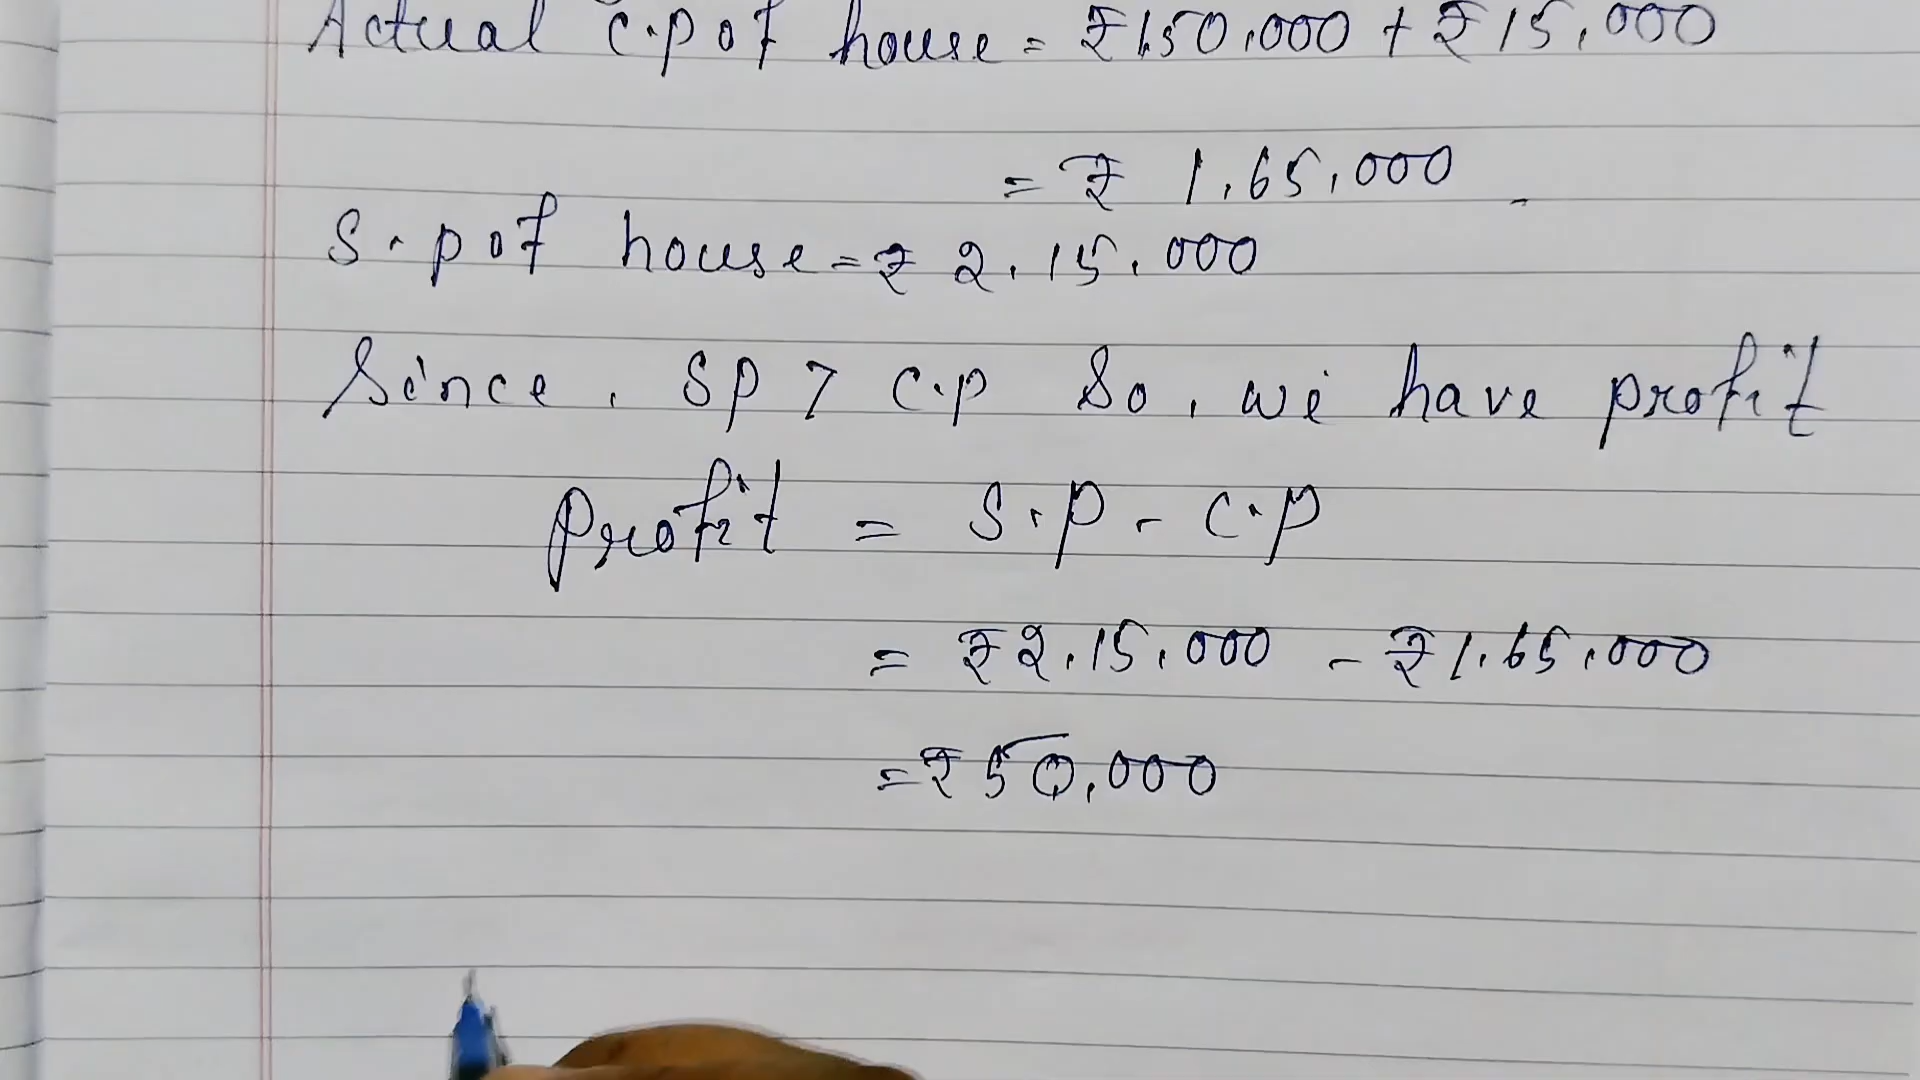 Actual C.P of house = ₹150,000 + ₹15,000
= ₹ 1,65,000
S.P of house = ₹ 2,15,000
Since, SP > C.P So, we have profit
Profit = S.P - C.P
= ₹2,15,000 - ₹1,65,000
= ₹50,000